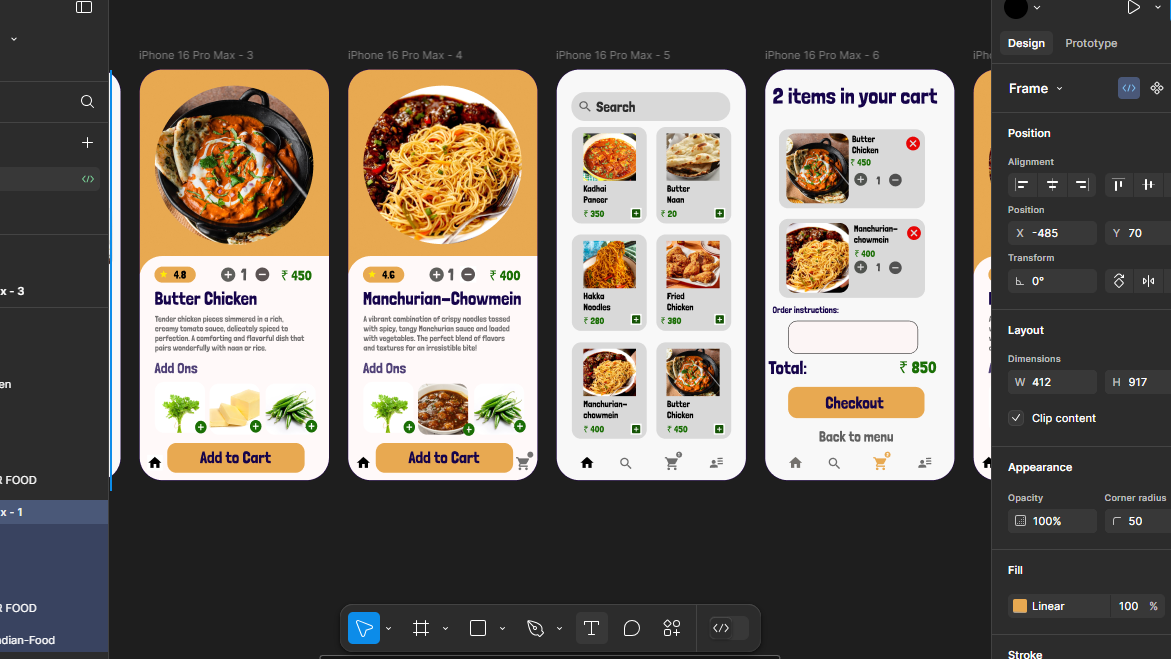 iPhone 16 Pro Max - 3
iPhone 16 Pro Max - 4
iPhone 16 Pro Max - 5
iPhone 16 Pro Max - 6
Design
Prototype
Frame
Position
Alignment
Position
X -485
Y 70
Transform
0°
Layout
Dimensions
W 412
H 917
Clip content
Appearance
Opacity
Corner radius
100%
50
Fill
Linear
100 %
Stroke
x - 3
en
R FOOD
x - 1
R FOOD
ndian-Food
4.8
1
₹ 450
Butter Chicken
Tender chicken pieces simmered in a rich,
creamy tomato sauce, delicately spiced to
perfection. A comforting and flavorful dish that
pairs wonderfully with naan or rice.
Add Ons
Add to Cart
4.6
1
₹ 400
Manchurian-Chowmein
A vibrant combination of crispy noodles tossed
with spicy, tangy Manchurian sauce and loaded
with vegetables. The perfect blend of flavors
and textures for an irresistible bite!
Add Ons
Add to Cart
Search
Kadhai
Paneer
₹ 350
Butter
Naan
₹ 20
Hakka
Noodles
₹ 280
Fried
Chicken
₹ 380
Manchurian-
chowmein
₹ 400
Butter
Chicken
₹ 450
2 items in your cart
Butter
Chicken
₹ 450
1
Manchurian-
chowmein
₹ 400
1
Order instructions:
Total:
₹ 850
Checkout
Back to menu